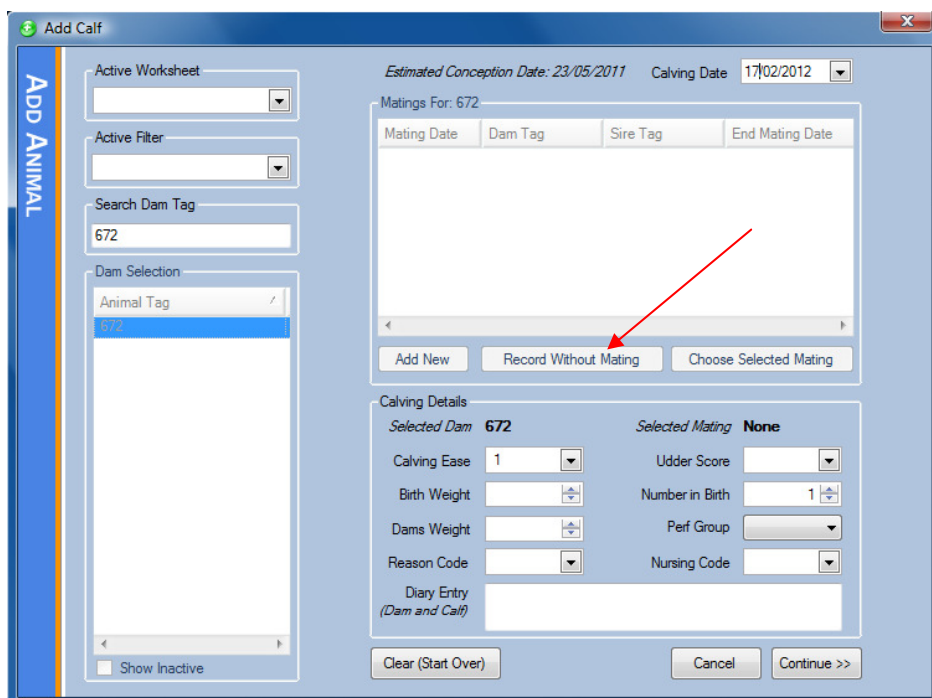 Add Calf
ADD ANIMAL
Active Worksheet
Active Filter
Search Dam Tag
672
Dam Selection
Animal Tag
672
Show Inactive
Estimated Conception Date: 23/05/2011 Calving Date 17/02/2012
Matings For: 672
Mating Date Dam Tag Sire Tag End Mating Date
Add New Record Without Mating Choose Selected Mating
Calving Details
Selected Dam 672 Selected Mating None
Calving Ease 1 Udder Score
Birth Weight Number in Birth 1
Dams Weight Perf Group
Reason Code Nursing Code
Diary Entry
(Dam and Calf)
Clear (Start Over) Cancel Continue >>